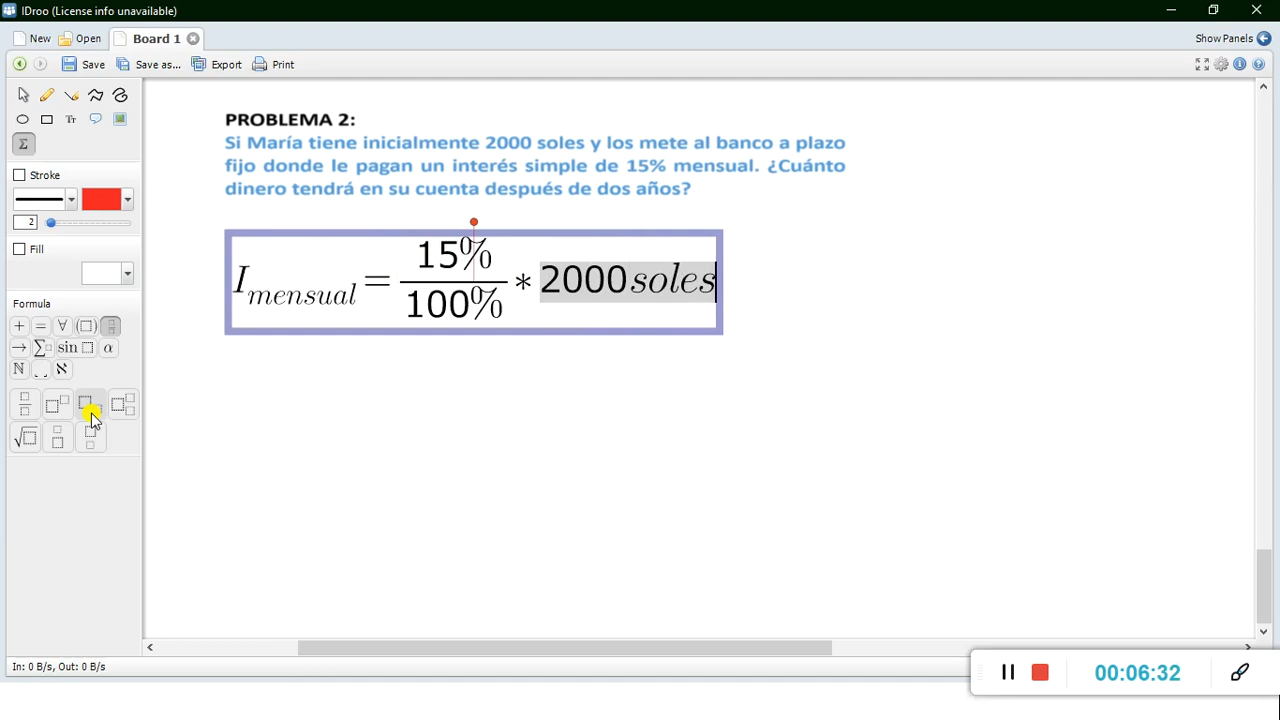 IDroo (License info unavailable)
New Open Board 1 Show Panels
Save Save as... Export Print
Stroke
2
Fill
Formula
+ = ∀ (□)
→ ∑ sin α
ℕ ℵ
PROBLEMA 2:
Si María tiene inicialmente 2000 soles y los mete al banco a plazo
fijo donde le pagan un interés simple de 15% mensual. ¿Cuánto
dinero tendrá en su cuenta después de dos años?
I_mensual = 15%/100% * 2000soles
In: 0 B/s, Out: 0 B/s
00:06:32